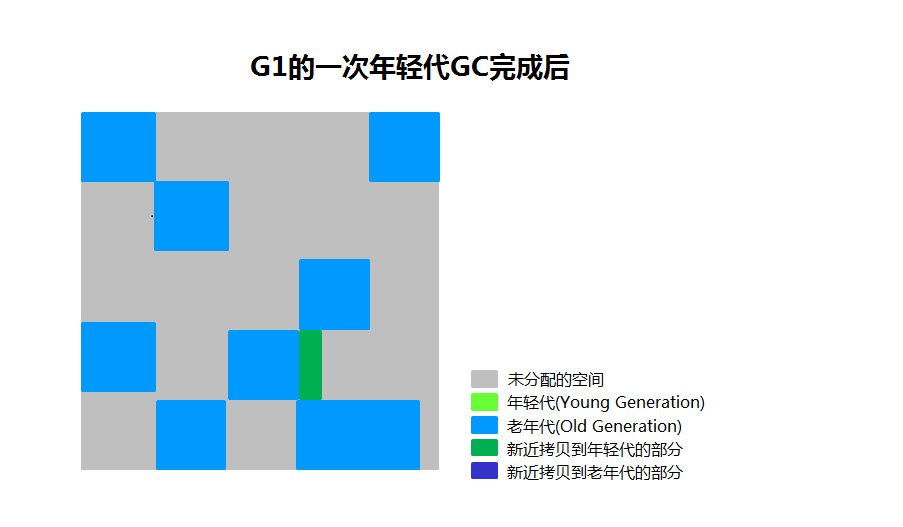 G1的一次年轻代GC完成后
未分配的空间
年轻代(Young Generation)
老年代(Old Generation)
新近拷贝到年轻代的部分
新近拷贝到老年代的部分